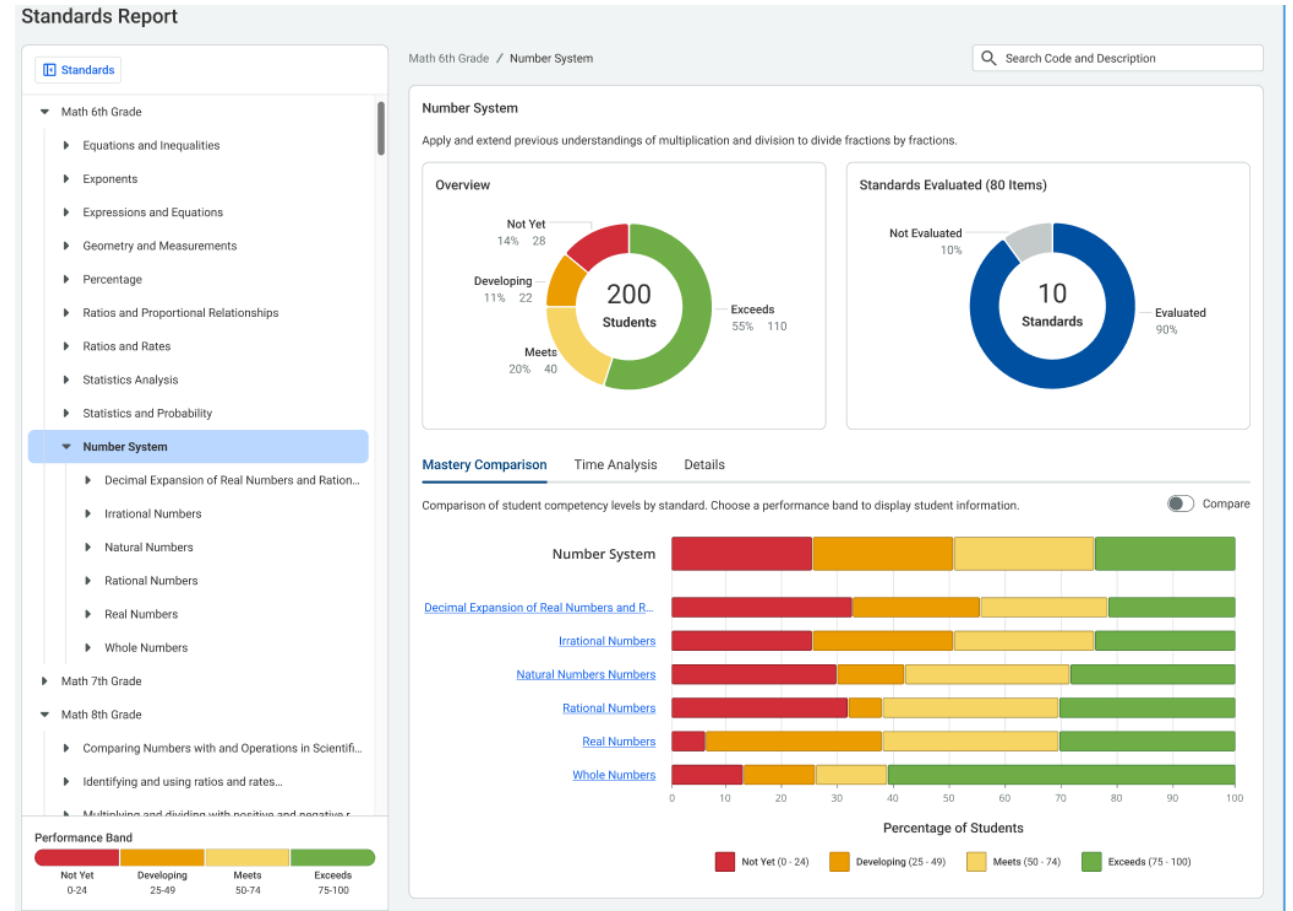 Standards Report
Standards
Math 6th Grade
Equations and Inequalities
Exponents
Expressions and Equations
Geometry and Measurements
Percentage
Ratios and Proportional Relationships
Ratios and Rates
Statistics Analysis
Statistics and Probability
Number System
Decimal Expansion of Real Numbers and Ration...
Irrational Numbers
Natural Numbers
Rational Numbers
Real Numbers
Whole Numbers
Math 7th Grade
Math 8th Grade
Comparing Numbers with and Operations in Scientifi...
Identifying and using ratios and rates...
Multiplying and dividing with positive and negative r...
Performance Band
Not Yet Developing Meets Exceeds
0-24 25-49 50-74 75-100
Math 6th Grade / Number System
Search Code and Description
Number System
Apply and extend previous understandings of multiplication and division to divide fractions by fractions.
Overview
Not Yet
14% 28
Developing
11% 22
Meets
20% 40
200
Students
Exceeds
55% 110
Standards Evaluated (80 Items)
Not Evaluated
10%
10
Standards
Evaluated
90%
Mastery Comparison Time Analysis Details
Comparison of student competency levels by standard. Choose a performance band to display student information.
Compare
Number System
Decimal Expansion of Real Numbers and R...
Irrational Numbers
Natural Numbers Numbers
Rational Numbers
Real Numbers
Whole Numbers
0 10 20 30 40 50 60 70 80 90 100
Percentage of Students
Not Yet (0 - 24) Developing (25 - 49) Meets (50 - 74) Exceeds (75 - 100)